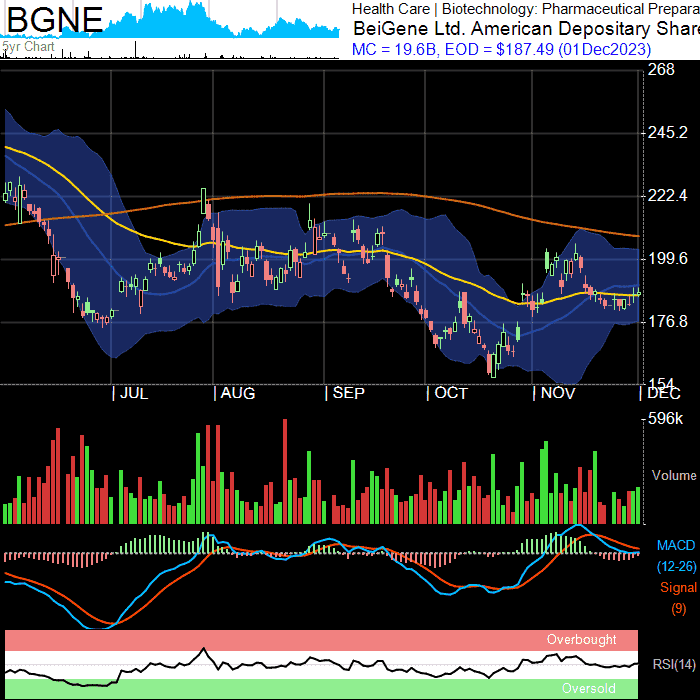 BGNE
5yr Chart
Health Care | Biotechnology: Pharmaceutical Prepara
BeiGene Ltd. American Depositary Share
MC = 19.6B, EOD = $187.49 (01Dec2023)
268
245.2
222.4
199.6
176.8
154
JUL
AUG
SEP
OCT
NOV
DEC
596k
Volume
MACD
(12-26)
Signal
(9)
Overbought
RSI(14)
Oversold